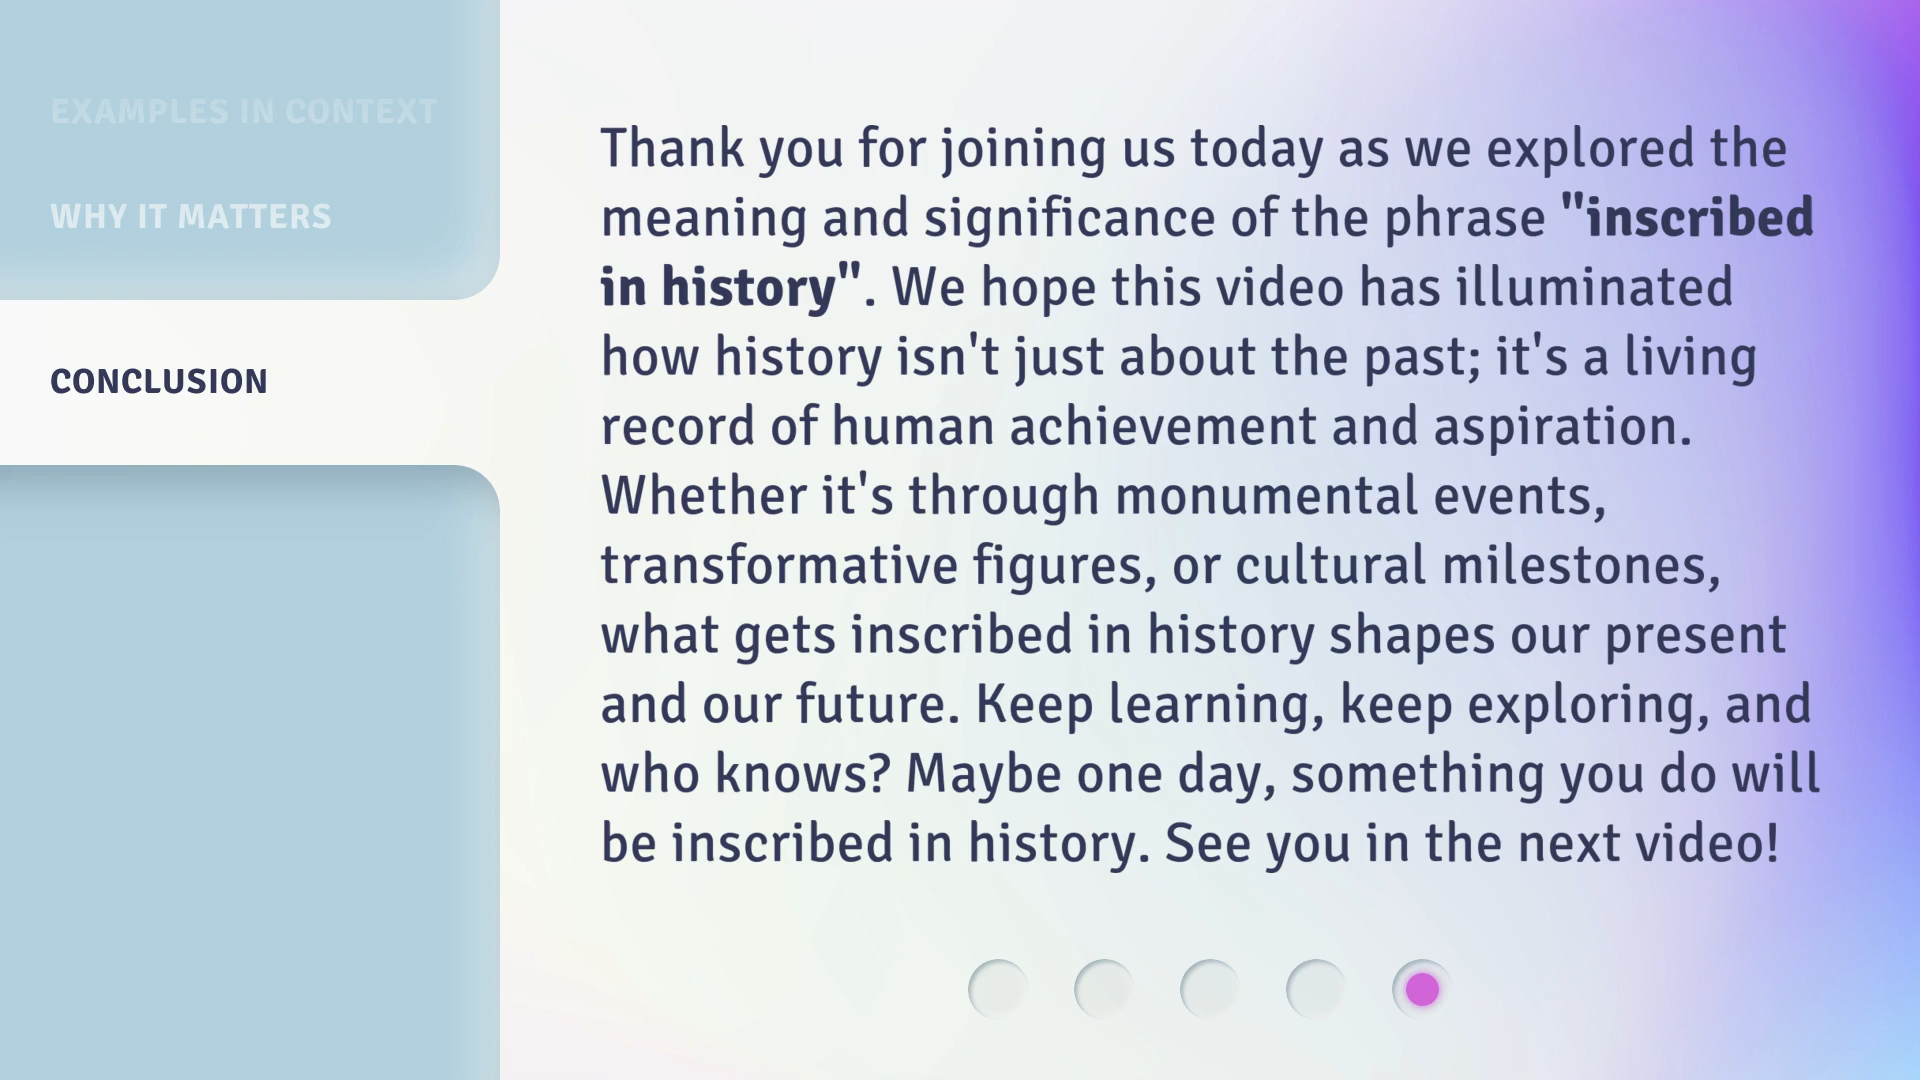 EXAMPLES IN CONTEXT
WHY IT MATTERS
CONCLUSION
Thank you for joining us today as we explored the
meaning and significance of the phrase "inscribed
in history". We hope this video has illuminated
how history isn't just about the past; it's a living
record of human achievement and aspiration.
Whether it's through monumental events,
transformative figures, or cultural milestones,
what gets inscribed in history shapes our present
and our future. Keep learning, keep exploring, and
who knows? Maybe one day, something you do will
be inscribed in history. See you in the next video!